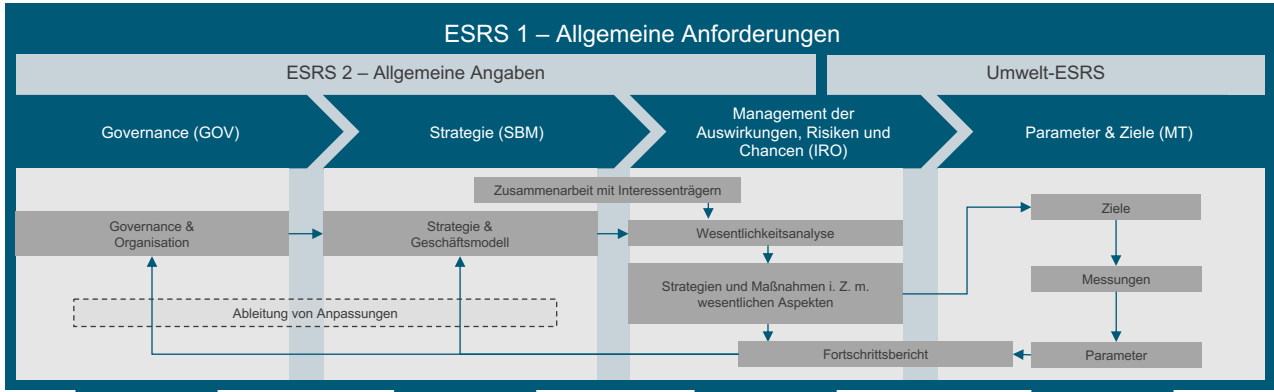 ESRS 1 – Allgemeine Anforderungen
ESRS 2 – Allgemeine Angaben
Umwelt-ESRS
Governance (GOV)
Strategie (SBM)
Management der
Auswirkungen, Risiken und
Chancen (IRO)
Parameter & Ziele (MT)
Zusammenarbeit mit Interessenträgern
Governance &
Organisation
Strategie &
Geschäftsmodell
Wesentlichkeitsanalyse
Ziele
Strategien und Maßnahmen i. Z. m.
wesentlichen Aspekten
Messungen
Ableitung von Anpassungen
Fortschrittsbericht
Parameter